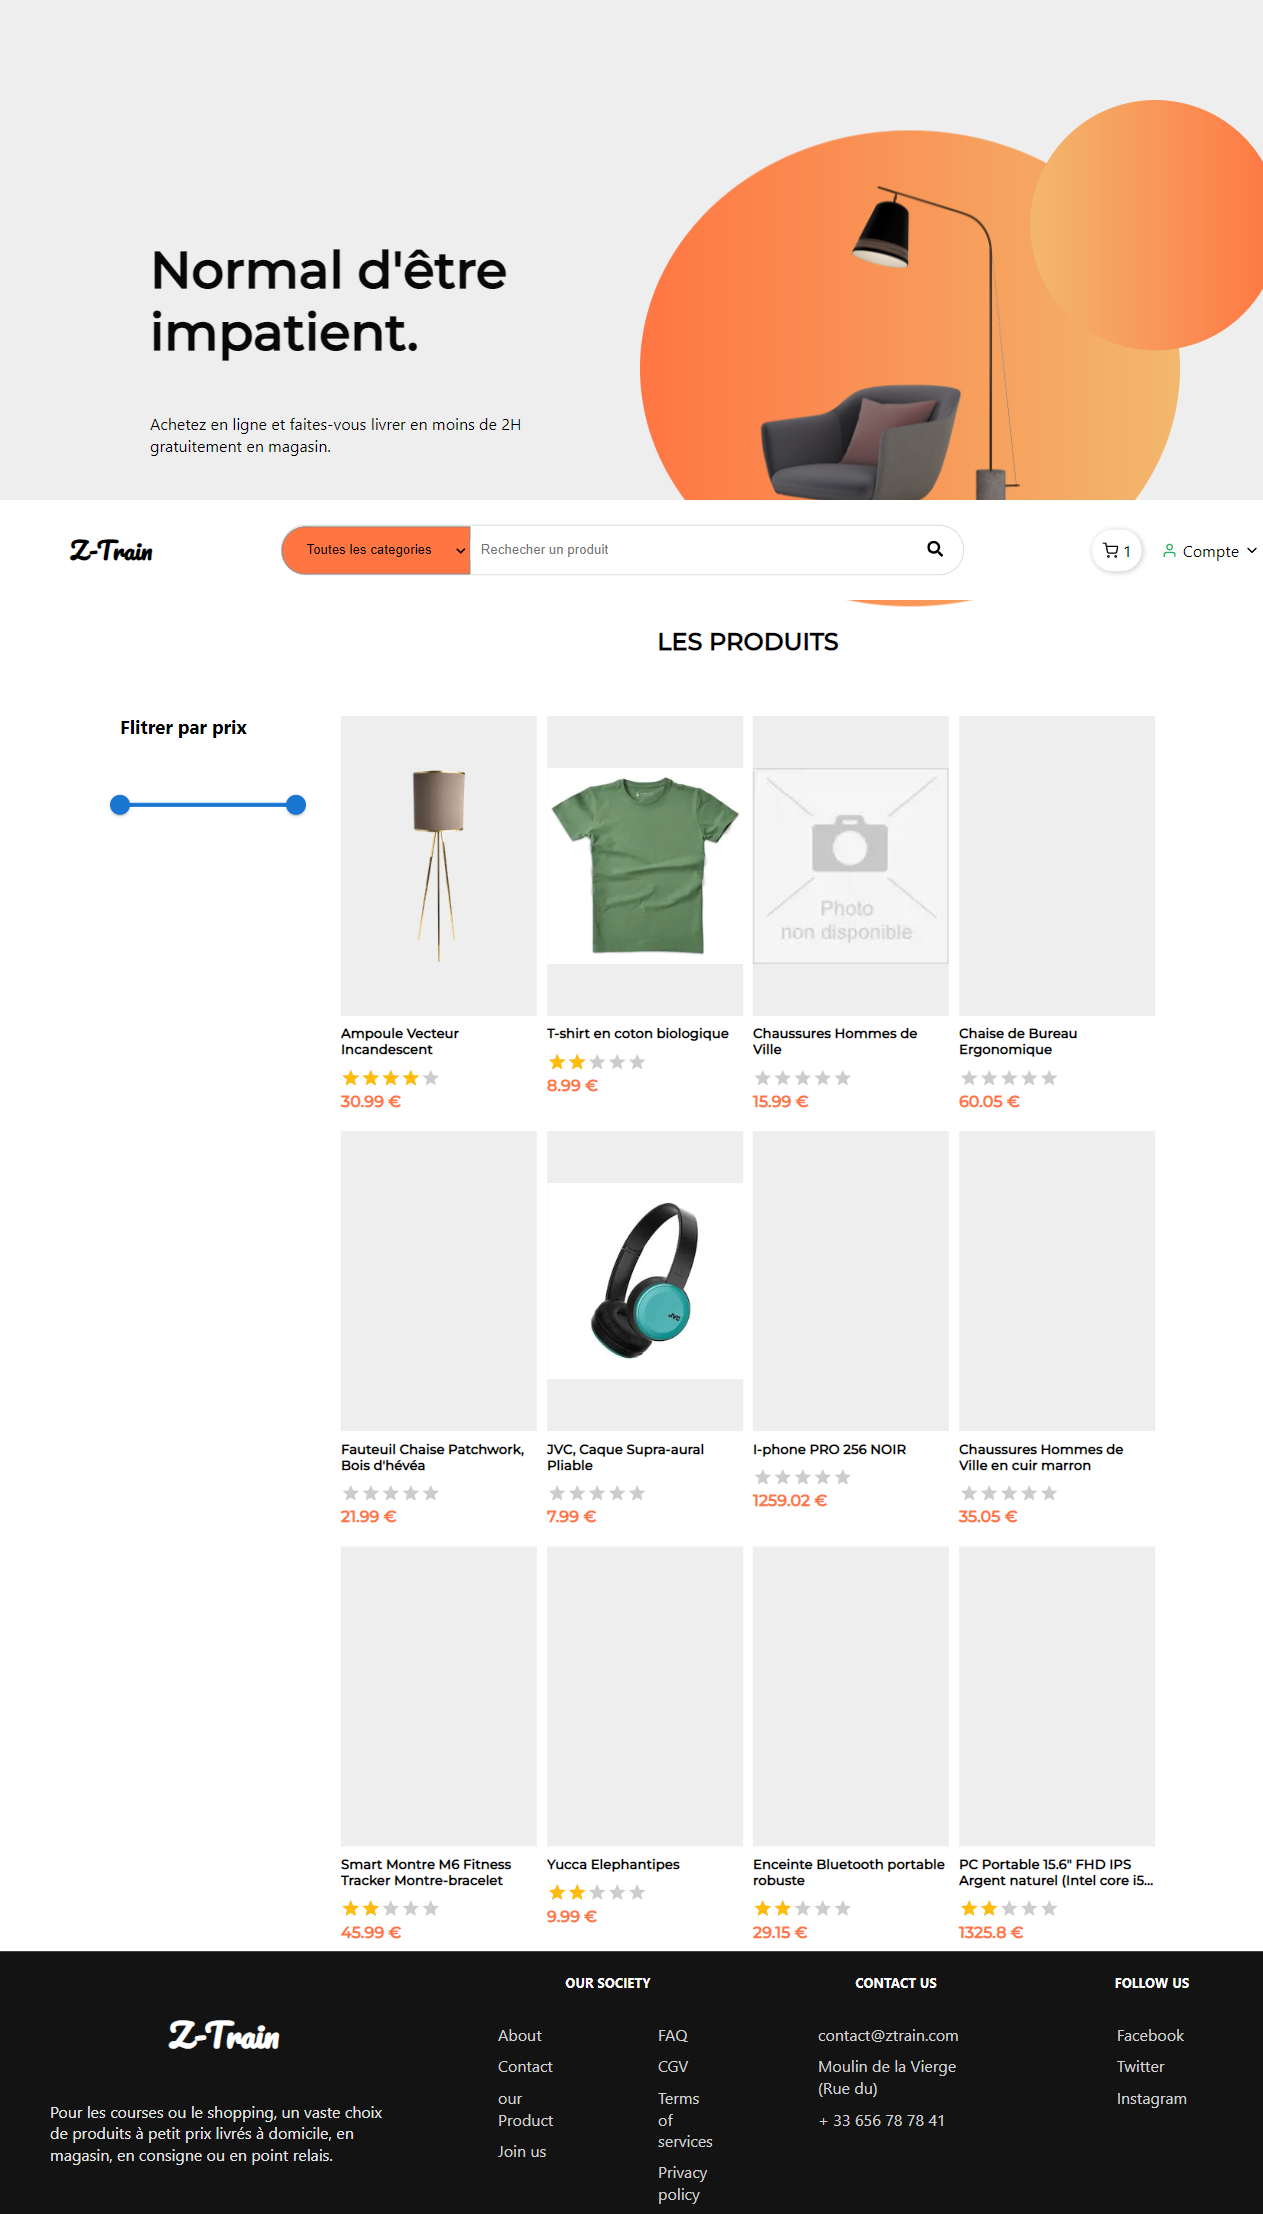 Normal d'être
impatient.
Achetez en ligne et faites-vous livrer en moins de 2H
gratuitement en magasin.
Z-Train
Toutes les categories
Rechecher un produit
1
Compte
LES PRODUITS
Flitrer par prix
Photo
non disponible
Ampoule Vecteur
Incandescent
30.99 €
T-shirt en coton biologique
8.99 €
Chaussures Hommes de
Ville
15.99 €
Chaise de Bureau
Ergonomique
60.05 €
JVC
Fauteuil Chaise Patchwork,
Bois d'hévéa
21.99 €
JVC, Caque Supra-aural
Pliable
7.99 €
I-phone PRO 256 NOIR
1259.02 €
Chaussures Hommes de
Ville en cuir marron
35.05 €
Smart Montre M6 Fitness
Tracker Montre-bracelet
45.99 €
Yucca Elephantipes
9.99 €
Enceinte Bluetooth portable
robuste
29.15 €
PC Portable 15.6" FHD IPS
Argent naturel (Intel core i5...
1325.8 €
Z-Train
Pour les courses ou le shopping, un vaste choix
de produits à petit prix livrés à domicile, en
magasin, en consigne ou en point relais.
OUR SOCIETY
About
Contact
our
Product
Join us
FAQ
CGV
Terms
of
services
Privacy
policy
CONTACT US
contact@ztrain.com
Moulin de la Vierge
(Rue du)
+ 33 656 78 78 41
FOLLOW US
Facebook
Twitter
Instagram